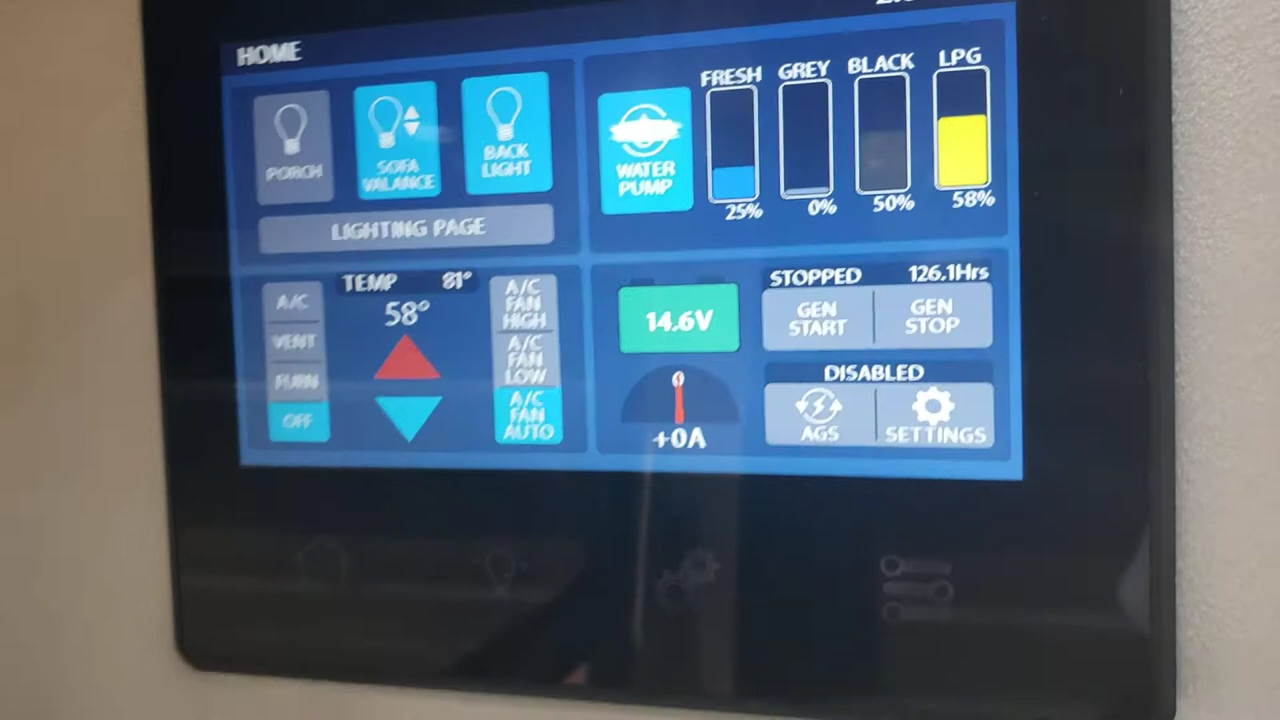 HOME
PORCH
SOFA
VALANCE
BACK
LIGHT
LIGHTING PAGE
WATER
PUMP
FRESH
GREY
BLACK
LPG
25%
0%
50%
58%
A/C
VENT
FURN
OFF
TEMP 81°
58°
A/C
FAN
HIGH
A/C
FAN
LOW
A/C
FAN
AUTO
14.6V
+0A
STOPPED 126.1Hrs
GEN
START
GEN
STOP
DISABLED
AGS
SETTINGS